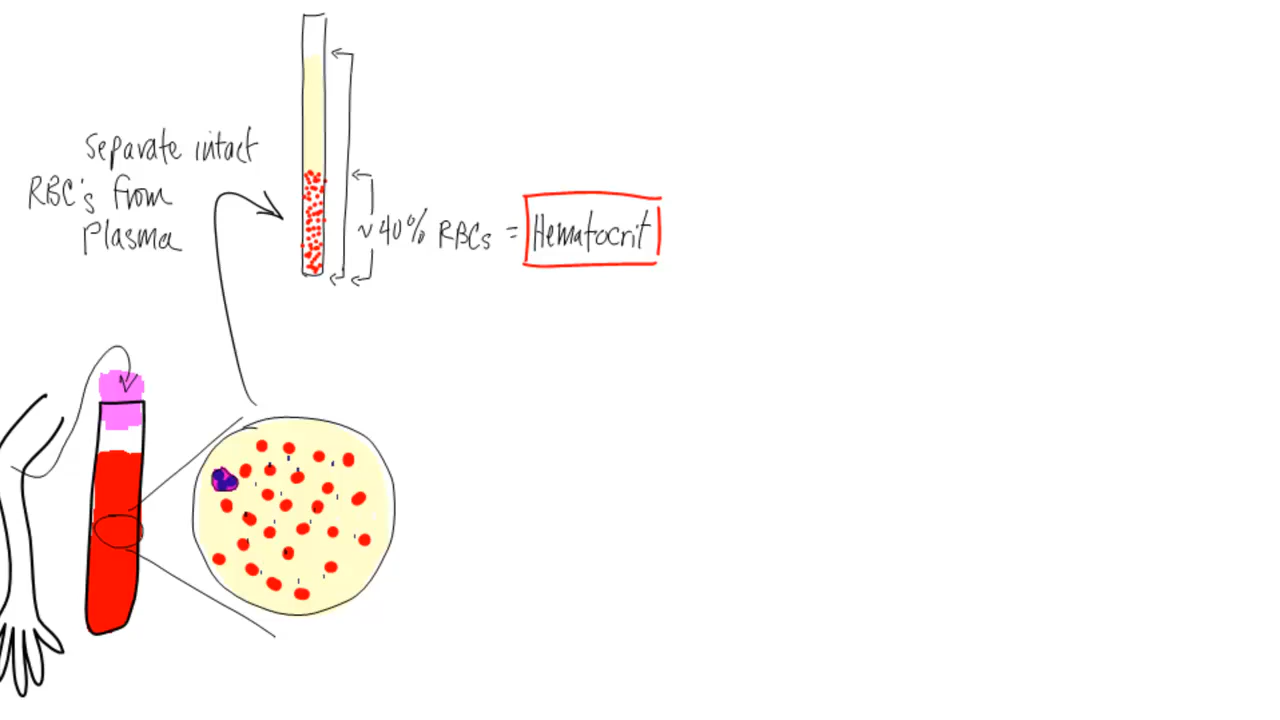 Separate intact
RBC's from
plasma
~40% RBCs = Hematocrit